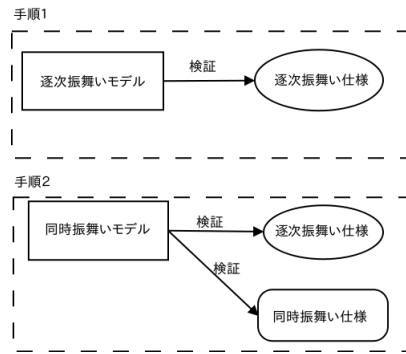 手順1
逐次振舞いモデル
検証
逐次振舞い仕様
手順2
同時振舞いモデル
検証
逐次振舞い仕様
検証
同時振舞い仕様